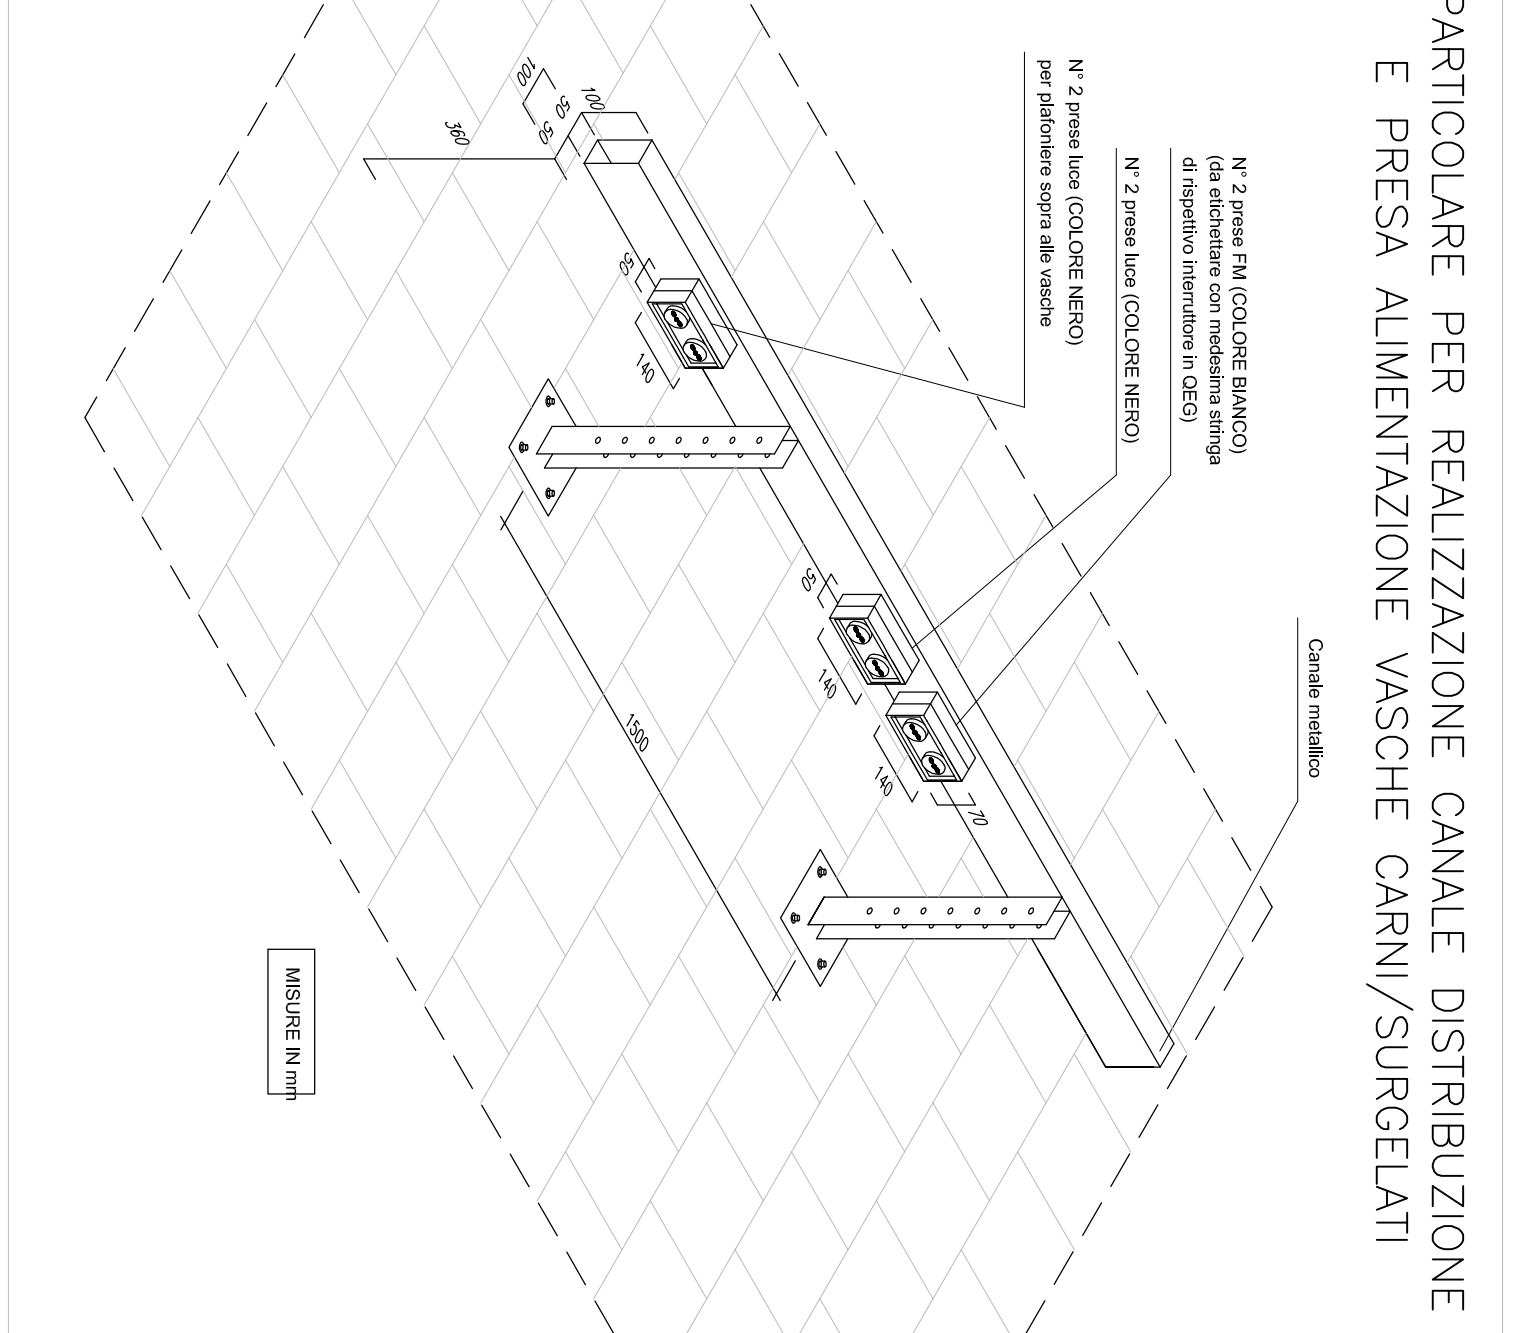 PARTICOLARE PER REALIZZAZIONE CANALE DISTRIBUZIONE
E PRESA ALIMENTAZIONE VASCHE CARNI/SURGELATI
Canale metallico
N° 2 prese FM (COLORE BIANCO)
(da etichettare con medesima stringa
di rispettivo interruttore in QEG)
N° 2 prese luce (COLORE NERO)
N° 2 prese luce (COLORE NERO)
per plafoniere sopra alle vasche
100
50
50
100
360
50
140
50
140
140
70
1500
MISURE IN mm